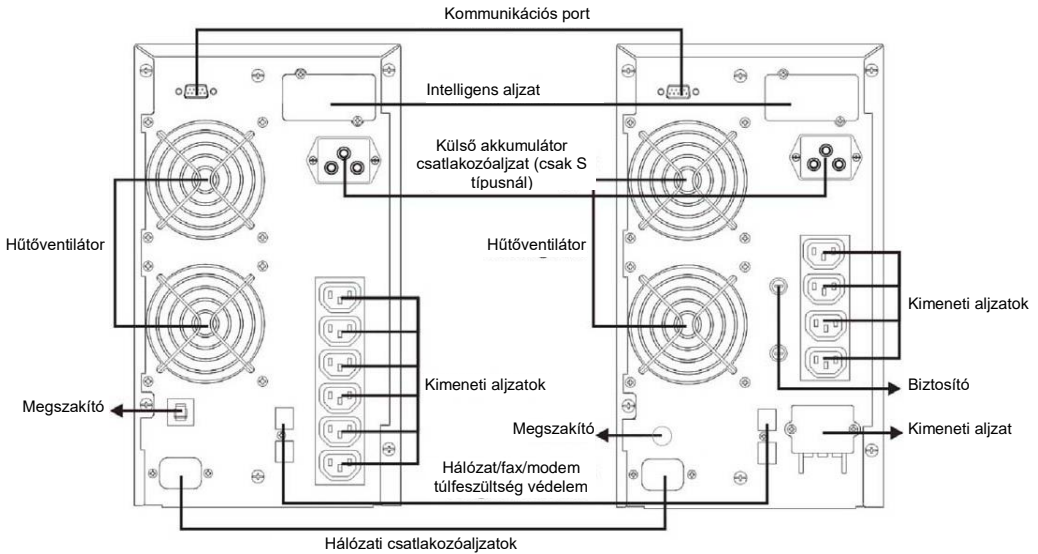 Kommunikációs port
Intelligens aljzat
Külső akkumulátor
csatlakozóaljzat (csak S
típusnál)
Hűtőventilátor
Hűtőventilátor
Kimeneti aljzatok
Kimeneti aljzatok
Biztosító
Megszakító
Megszakító
Kimeneti aljzat
Hálózat/fax/modem
túlfeszültség védelem
Hálózati csatlakozóaljzatok